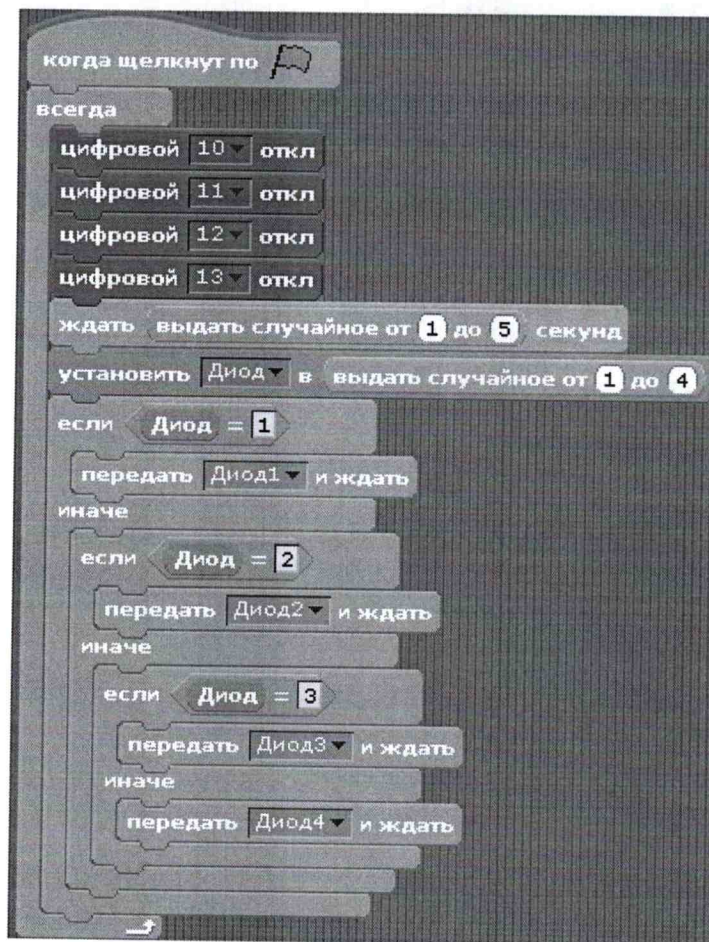 когда щелкнут по
всегда
цифровой 10 откл
цифровой 11 откл
цифровой 12 откл
цифровой 13 откл
ждать выдать случайное от 1 до 5 секунд
установить Диод в выдать случайное от 1 до 4
если Диод = 1
передать Диод1 и ждать
иначе
если Диод = 2
передать Диод2 и ждать
иначе
если Диод = 3
передать Диод3 и ждать
иначе
передать Диод4 и ждать